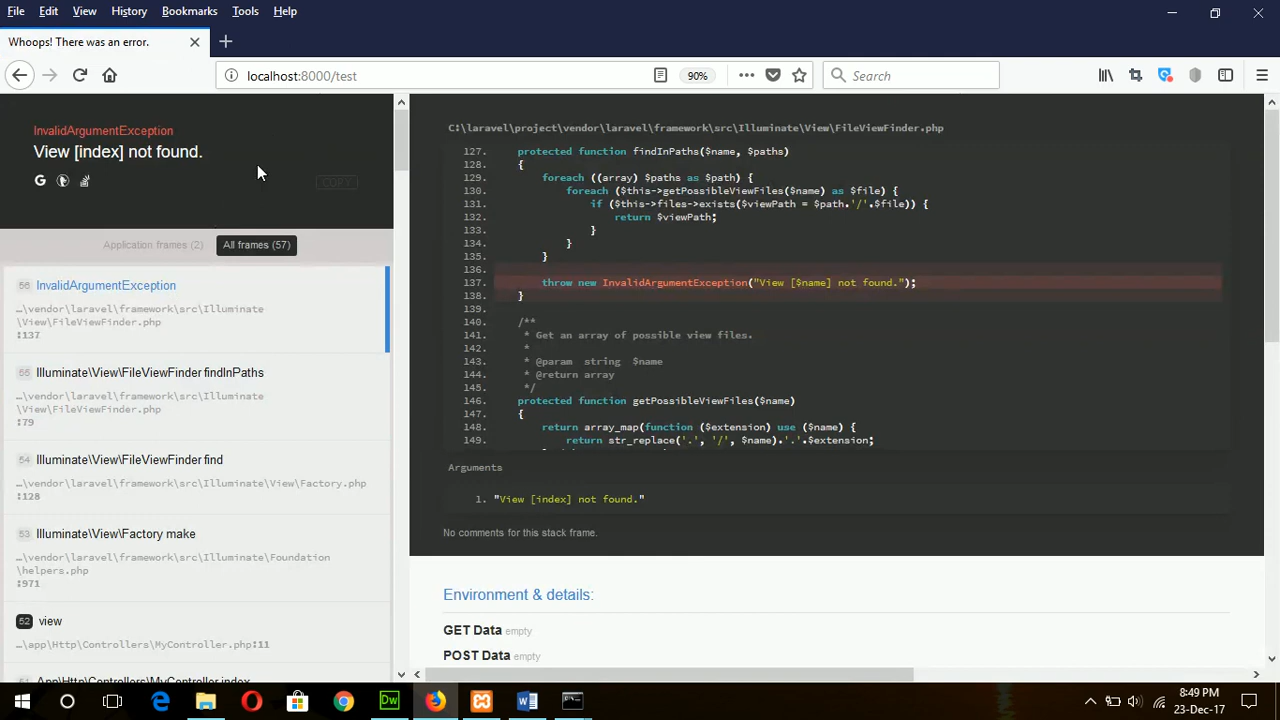 File Edit View History Bookmarks Tools Help
Whoops! There was an error.
localhost:8000/test
90%
Search
InvalidArgumentException
View [index] not found.
COPY
Application frames (2)
All frames (57)
56 InvalidArgumentException
…\vendor\laravel\framework\src\Illuminate
\View\FileViewFinder.php
:137
55 Illuminate\View\FileViewFinder findInPaths
…\vendor\laravel\framework\src\Illuminate
\View\FileViewFinder.php
:79
54 Illuminate\View\FileViewFinder find
…\vendor\laravel\framework\src\Illuminate\View\Factory.php
:128
53 Illuminate\View\Factory make
…\vendor\laravel\framework\src\Illuminate\Foundation
\helpers.php
:971
52 view
…\app\Http\Controllers\MyController.php:11
51 App\Http\Controllers\MyController index
C:\laravel\project\vendor\laravel\framework\src\Illuminate\View\FileViewFinder.php
127. protected function findInPaths($name, $paths)
128. {
129. foreach ((array) $paths as $path) {
130. foreach ($this->getPossibleViewFiles($name) as $file) {
131. if ($this->files->exists($viewPath = $path.'/'.$file)) {
132. return $viewPath;
133. }
134. }
135. }
136.
137. throw new InvalidArgumentException("View [$name] not found.");
138. }
139.
140. /**
141. * Get an array of possible view files.
142. *
143. * @param string $name
144. * @return array
145. */
146. protected function getPossibleViewFiles($name)
147. {
148. return array_map(function ($extension) use ($name) {
149. return str_replace('.', '/', $name).'.'.$extension;
Arguments
1. "View [index] not found."
No comments for this stack frame.
Environment & details:
GET Data empty
POST Data empty
Dw
8:49 PM
23-Dec-17